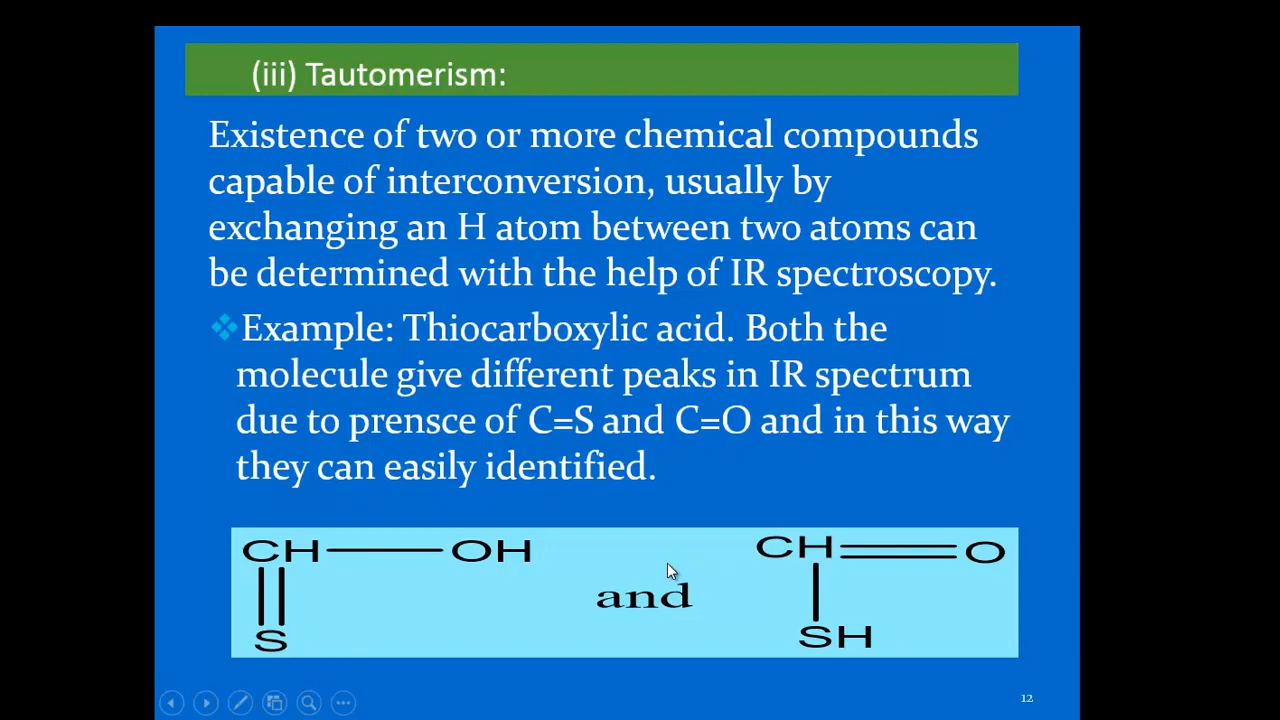 (iii) Tautomerism:
Existence of two or more chemical compounds
capable of interconversion, usually by
exchanging an H atom between two atoms can
be determined with the help of IR spectroscopy.
Example: Thiocarboxylic acid. Both the
molecule give different peaks in IR spectrum
due to prensce of C=S and C=O and in this way
they can easily identified.
CH OH
S
and
CH O
SH
12